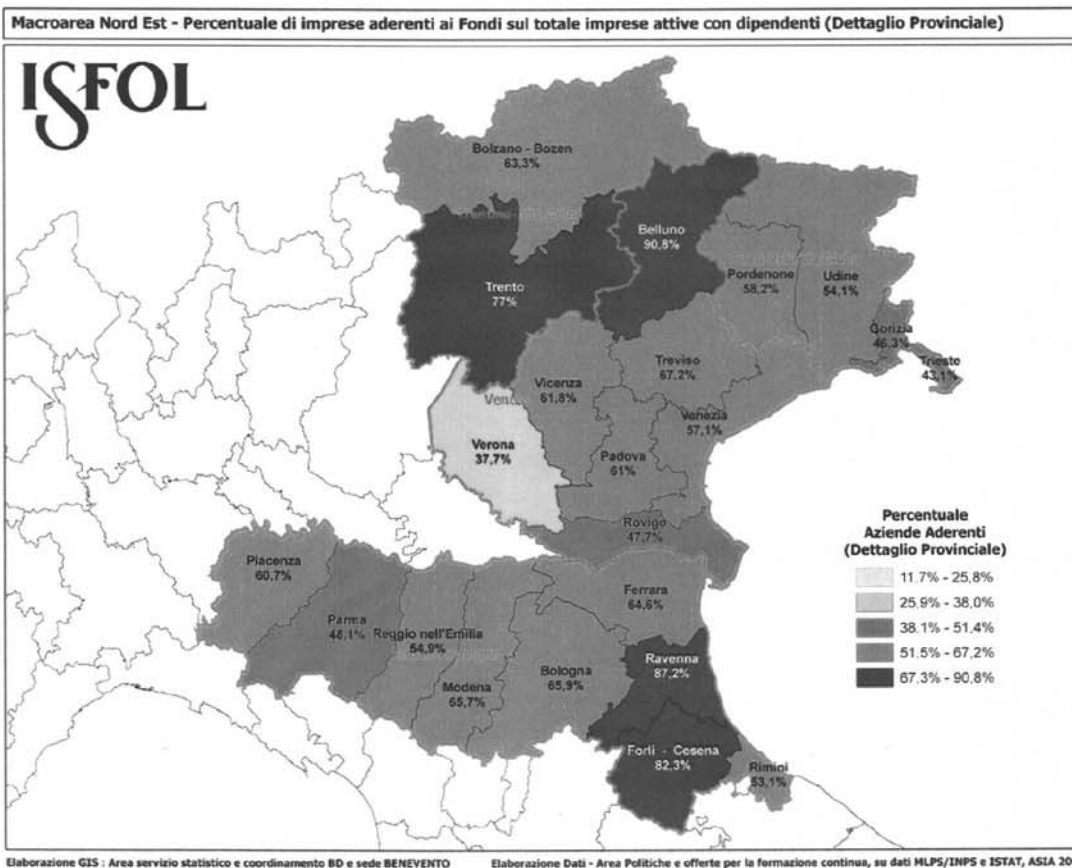 Macroarea Nord Est - Percentuale di imprese aderenti ai Fondi sul totale imprese attive con dipendenti (Dettaglio Provinciale)
ISFOL
Bolzano - Bozen
63,3%
Belluno
90,8%
Trento
77%
Pordenone
58,2%
Udine
54,1%
Gorizia
46,3%
Trieste
43,1%
Treviso
67,2%
Vicenza
61,8%
Venezia
57,1%
Verona
37,7%
Padova
61%
Rovigo
47,7%
Piacenza
60,7%
Parma
48,1%
Reggio nell'Emilia
54,9%
Modena
65,7%
Bologna
65,9%
Ferrara
64,6%
Ravenna
87,2%
Forlì - Cesena
82,3%
Rimini
53,1%
Percentuale
Aziende Aderenti
(Dettaglio Provinciale)
11,7% - 25,8%
25,9% - 38,0%
38,1% - 51,4%
51,5% - 67,2%
67,3% - 90,8%
Elaborazione GIS : Area servizio statistico e coordinamento BD e sede BENEVENTO
Elaborazione Dati - Area Politiche e offerte per la formazione continua, su dati MLPS/INPS e ISTAT, ASIA 20